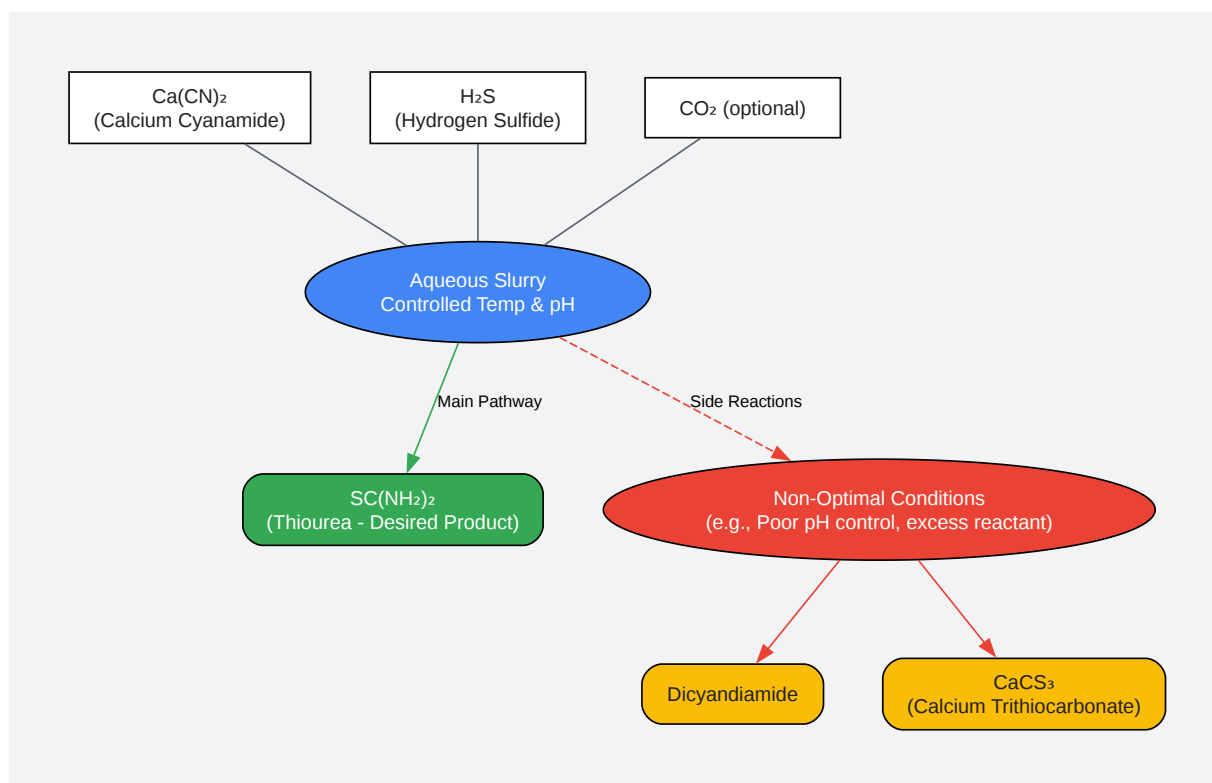 Ca(CN)₂
(Calcium Cyanamide)
H₂S
(Hydrogen Sulfide)
CO₂ (optional)
Aqueous Slurry
Controlled Temp & pH
Main Pathway
Side Reactions
SC(NH₂)₂
(Thiourea - Desired Product)
Non-Optimal Conditions
(e.g., Poor pH control, excess reactant)
Dicyandiamide
CaCS₃
(Calcium Trithiocarbonate)